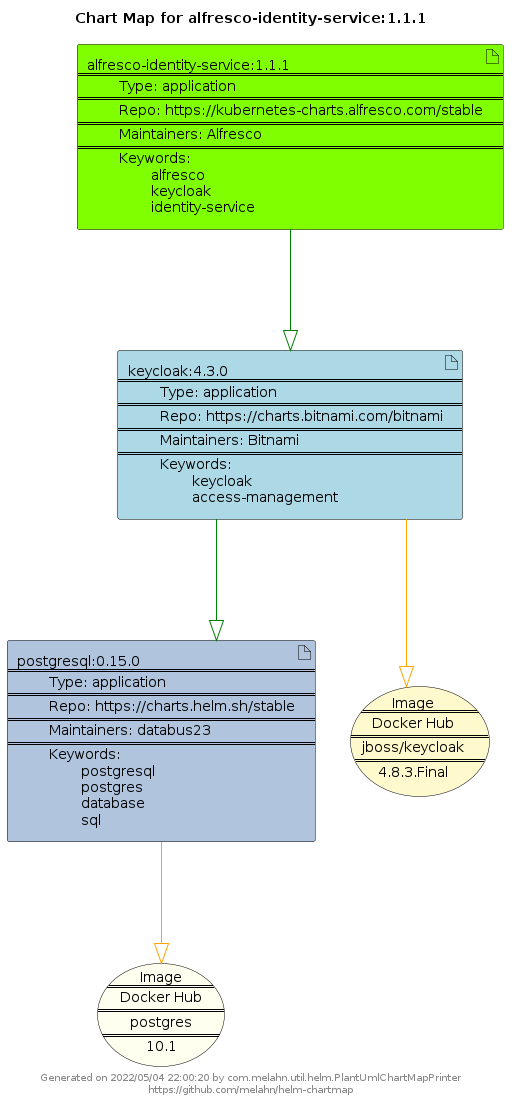 Chart Map for alfresco-identity-service:1.1.1
alfresco-identity-service:1.1.1
Type: application
Repo: https://kubernetes-charts.alfresco.com/stable
Maintainers: Alfresco
Keywords:
alfresco
keycloak
identity-service
keycloak:4.3.0
Type: application
Repo: https://charts.bitnami.com/bitnami
Maintainers: Bitnami
Keywords:
keycloak
access-management
postgresql:0.15.0
Type: application
Repo: https://charts.helm.sh/stable
Maintainers: databus23
Keywords:
postgresql
postgres
database
sql
Image
Docker Hub
jboss/keycloak
4.8.3.Final
Image
Docker Hub
postgres
10.1
Generated on 2022/05/04 22:00:20 by com.melahn.util.helm.PlantUmlChartMapPrinter
https://github.com/melahn/helm-chartmap